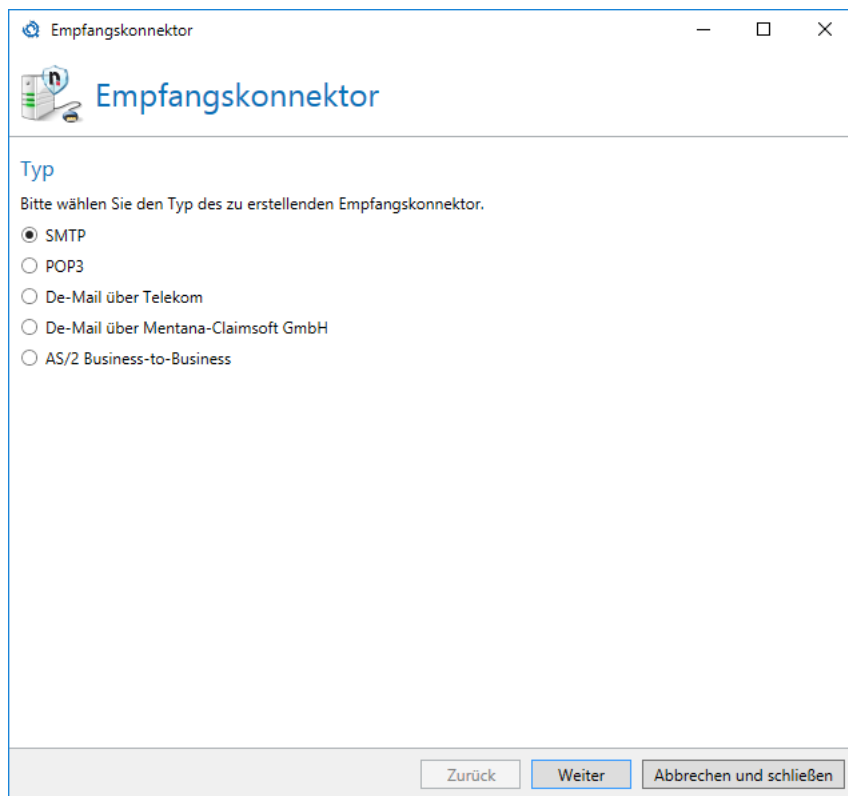 Empfangskonnektor
n
Empfangskonnektor
Typ
Bitte wählen Sie den Typ des zu erstellenden Empfangskonnektor.
SMTP
POP3
De-Mail über Telekom
De-Mail über Mentana-Claimsoft GmbH
AS/2 Business-to-Business
Zurück Weiter Abbrechen und schließen